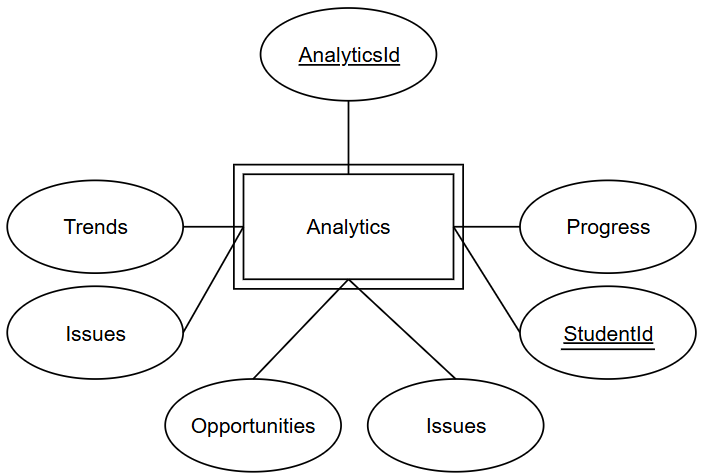 AnalyticsId
Trends
Analytics
Progress
Issues
StudentId
Opportunities
Issues